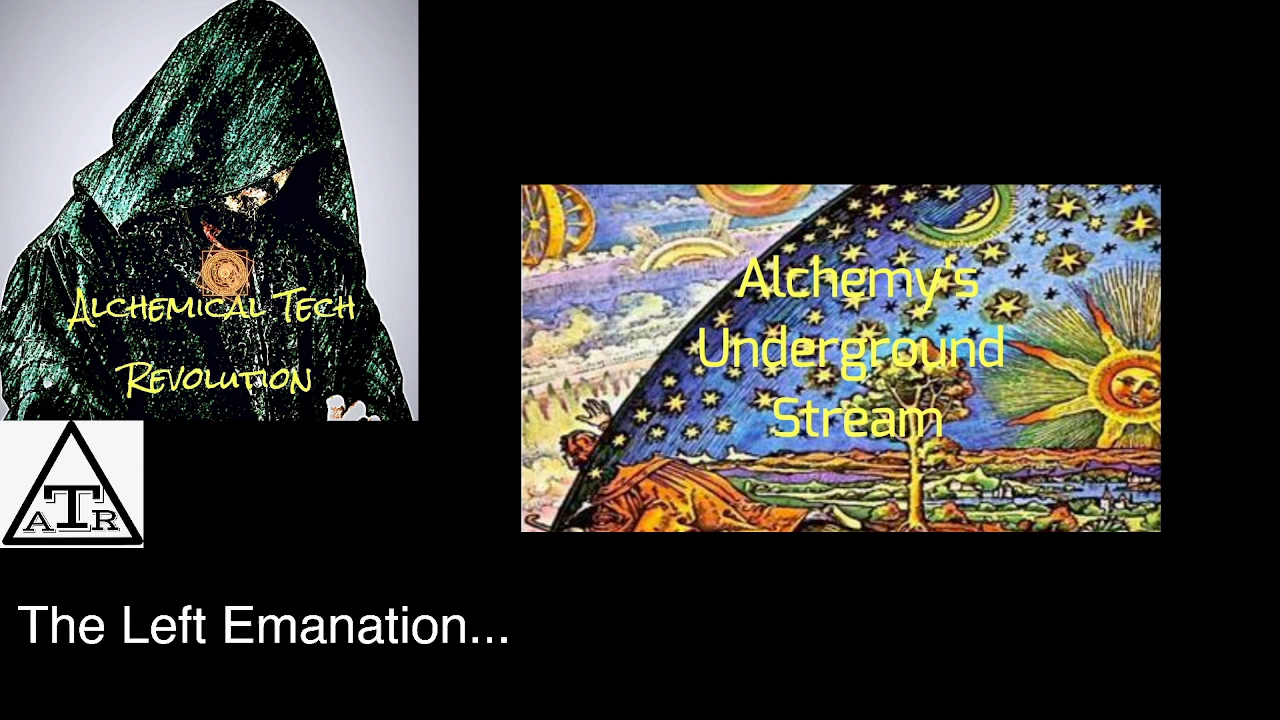 Alchemical Tech
Revolution
Alchemy's
Underground
Stream
ATR
The Left Emanation...